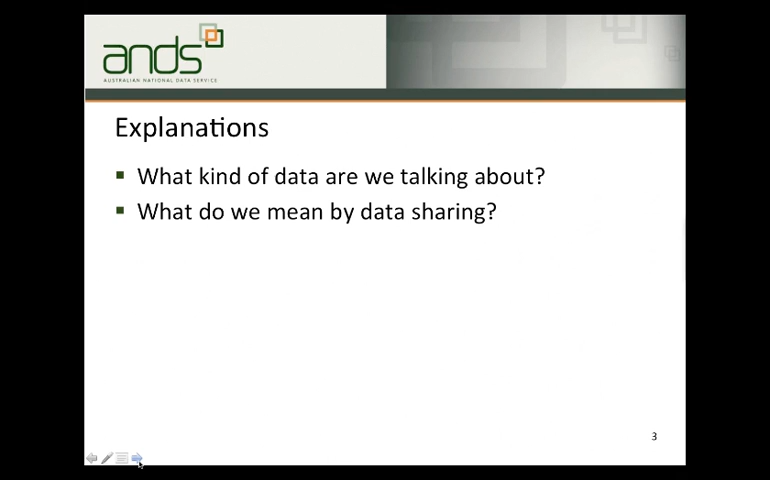 ands
AUSTRALIAN NATIONAL DATA SERVICE
Explanations
What kind of data are we talking about?
What do we mean by data sharing?
3